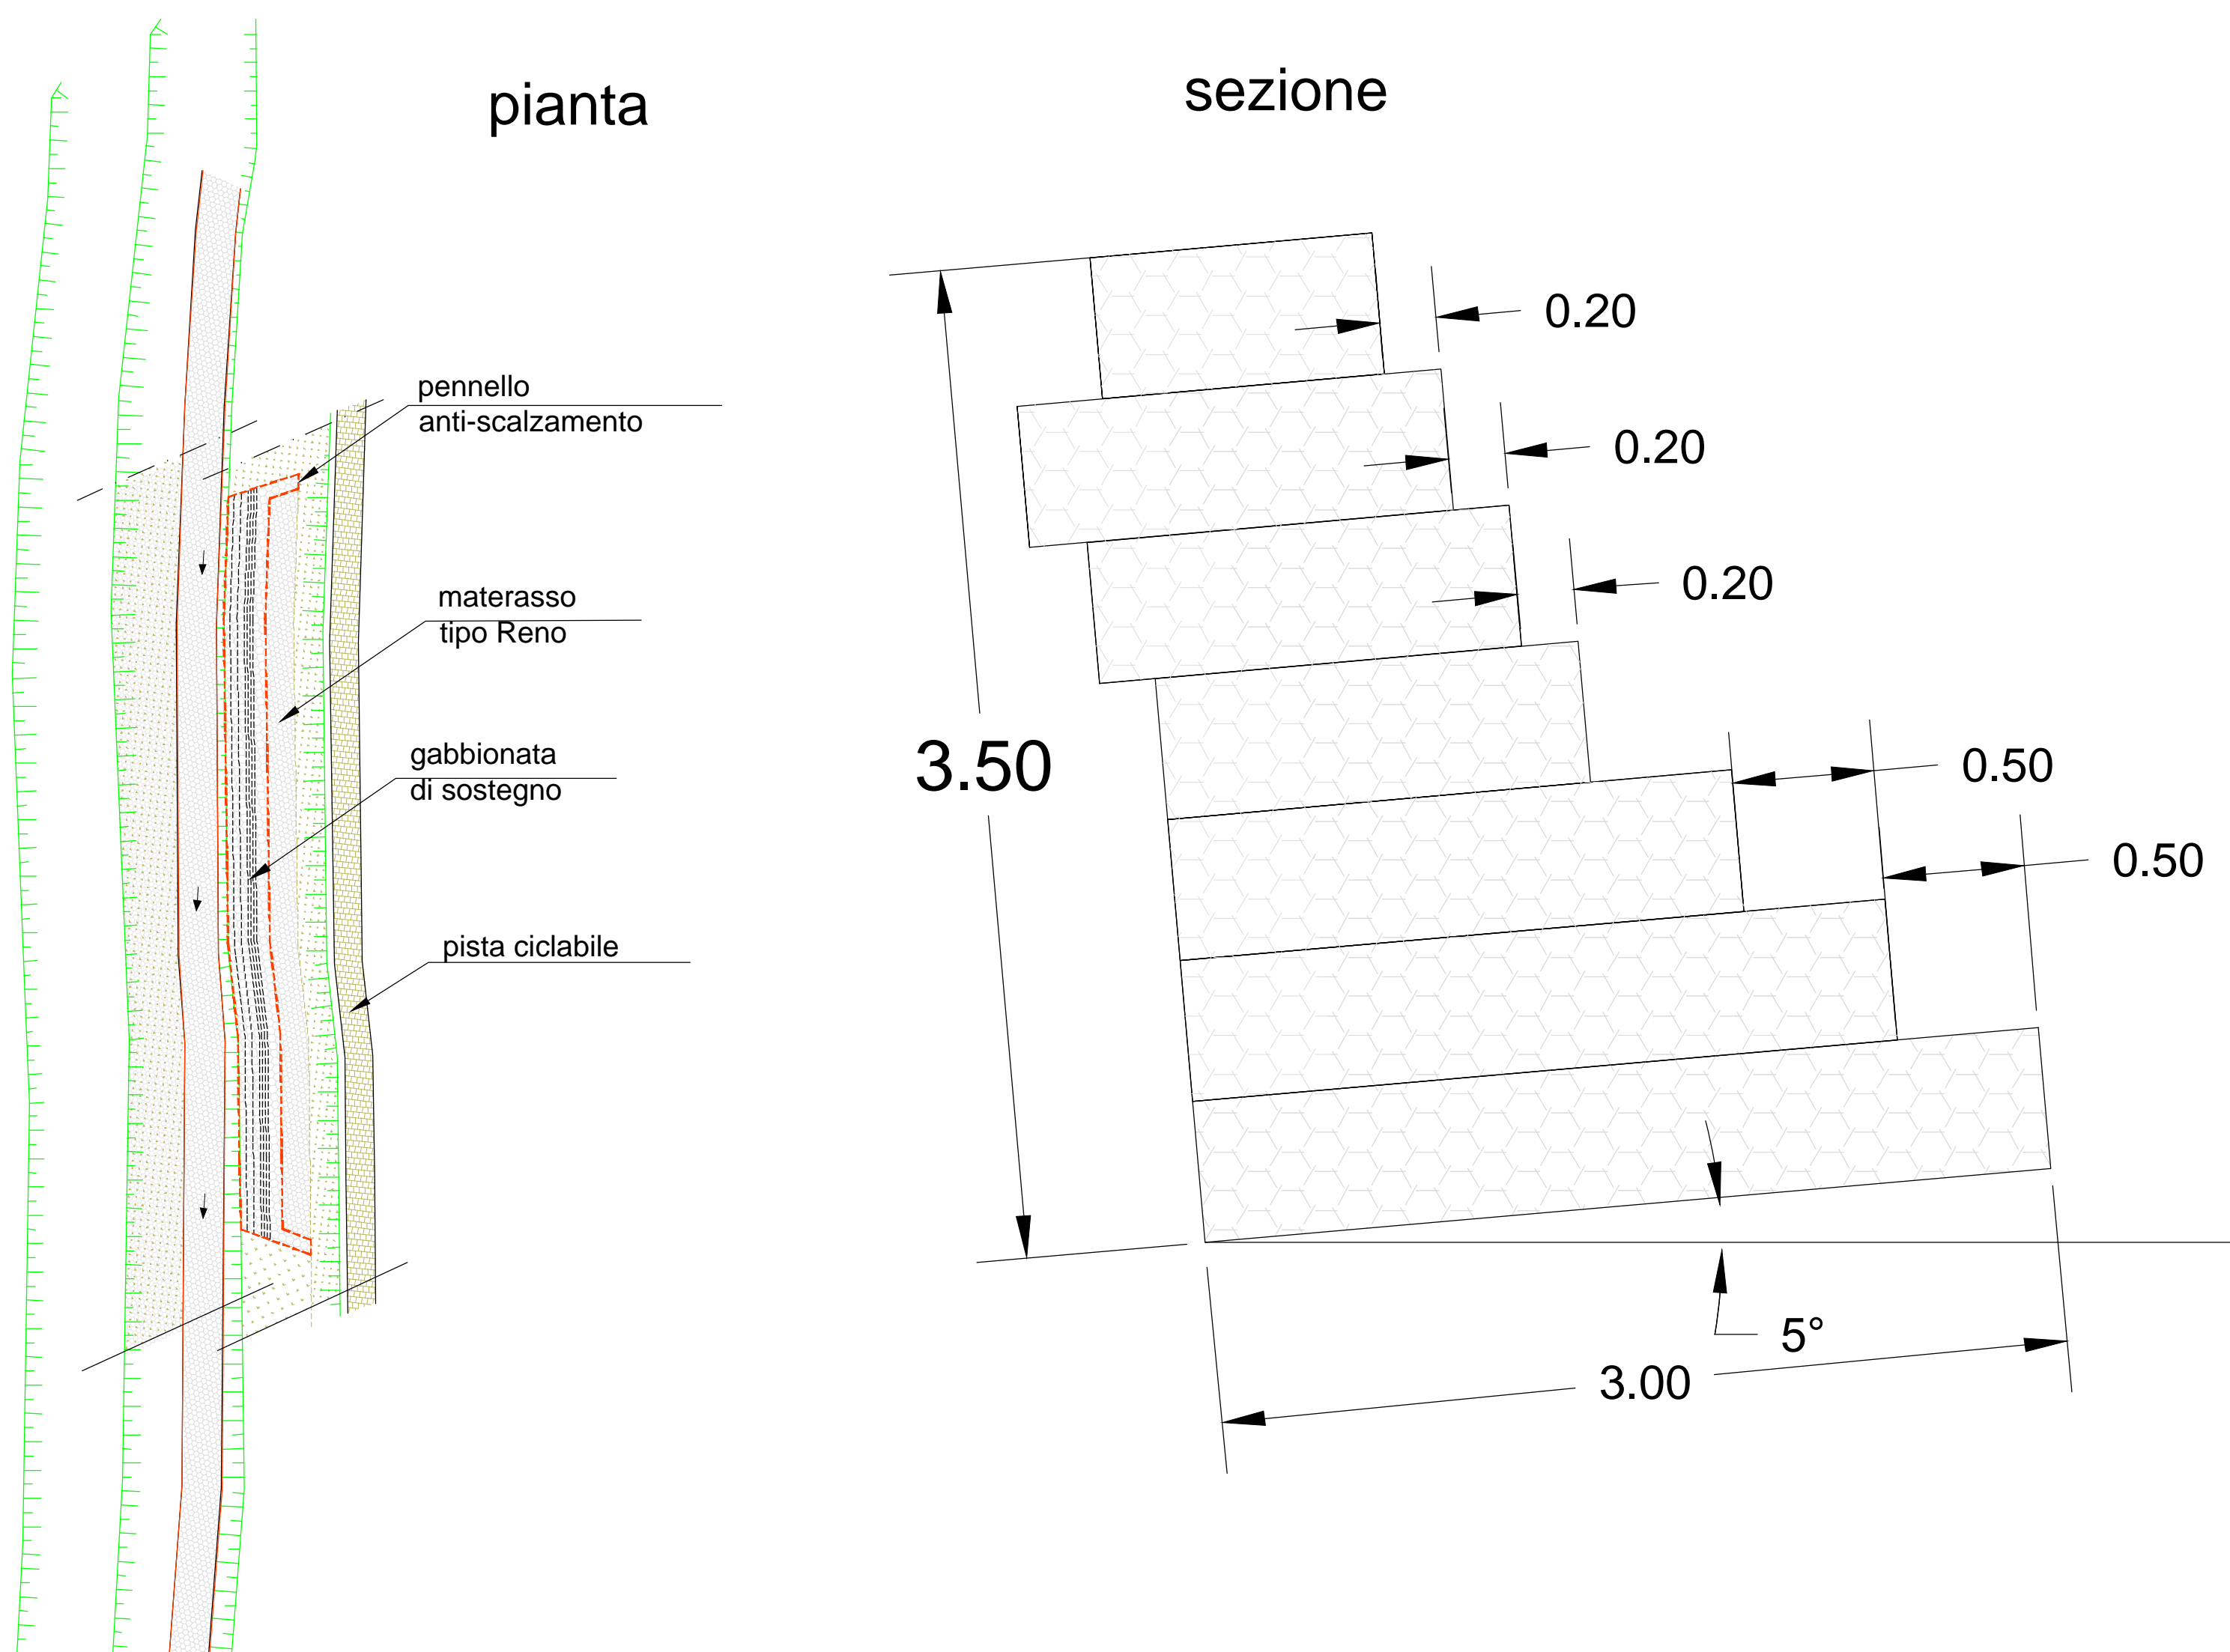 pianta
sezione
pennello
anti-scalzamento
materasso
tipo Reno
gabbionata
di sostegno
pista ciclabile
0.20
0.20
0.20
3.50
0.50
0.50
5°
3.00